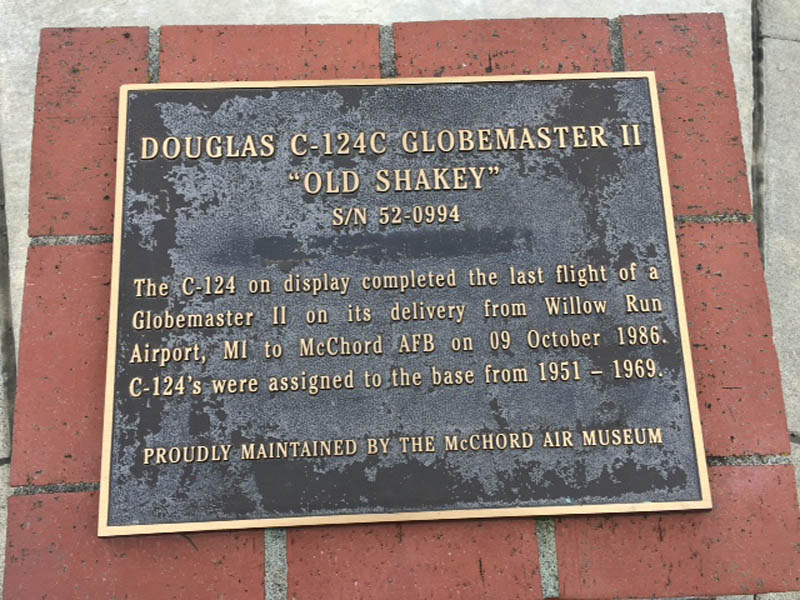 DOUGLAS C-124C GLOBEMASTER II
“OLD SHAKEY”
S/N 52-0994
The C-124 on display completed the last flight of a
Globemaster II on its delivery from Willow Run
Airport, MI to McChord AFB on 09 October 1986.
C-124's were assigned to the base from 1951 – 1969.
PROUDLY MAINTAINED BY THE McCHORD AIR MUSEUM